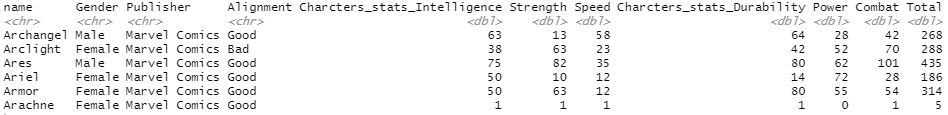 name Gender Publisher Alignment Charcters_stats_Intelligence Strength Speed Charcters_stats_Durability Power Combat Total
<chr> <chr> <chr> <chr> <dbl> <dbl> <dbl> <dbl> <dbl> <dbl> <dbl>
Archangel Male Marvel Comics Good 63 13 58 64 28 42 268
Arclight Female Marvel Comics Bad 38 63 23 42 52 70 288
Ares Male Marvel Comics Good 75 82 35 80 62 101 435
Ariel Female Marvel Comics Good 50 10 12 14 72 28 186
Armor Female Marvel Comics Good 50 63 12 80 55 54 314
Arachne Female Marvel Comics Good 1 1 1 1 0 1 5